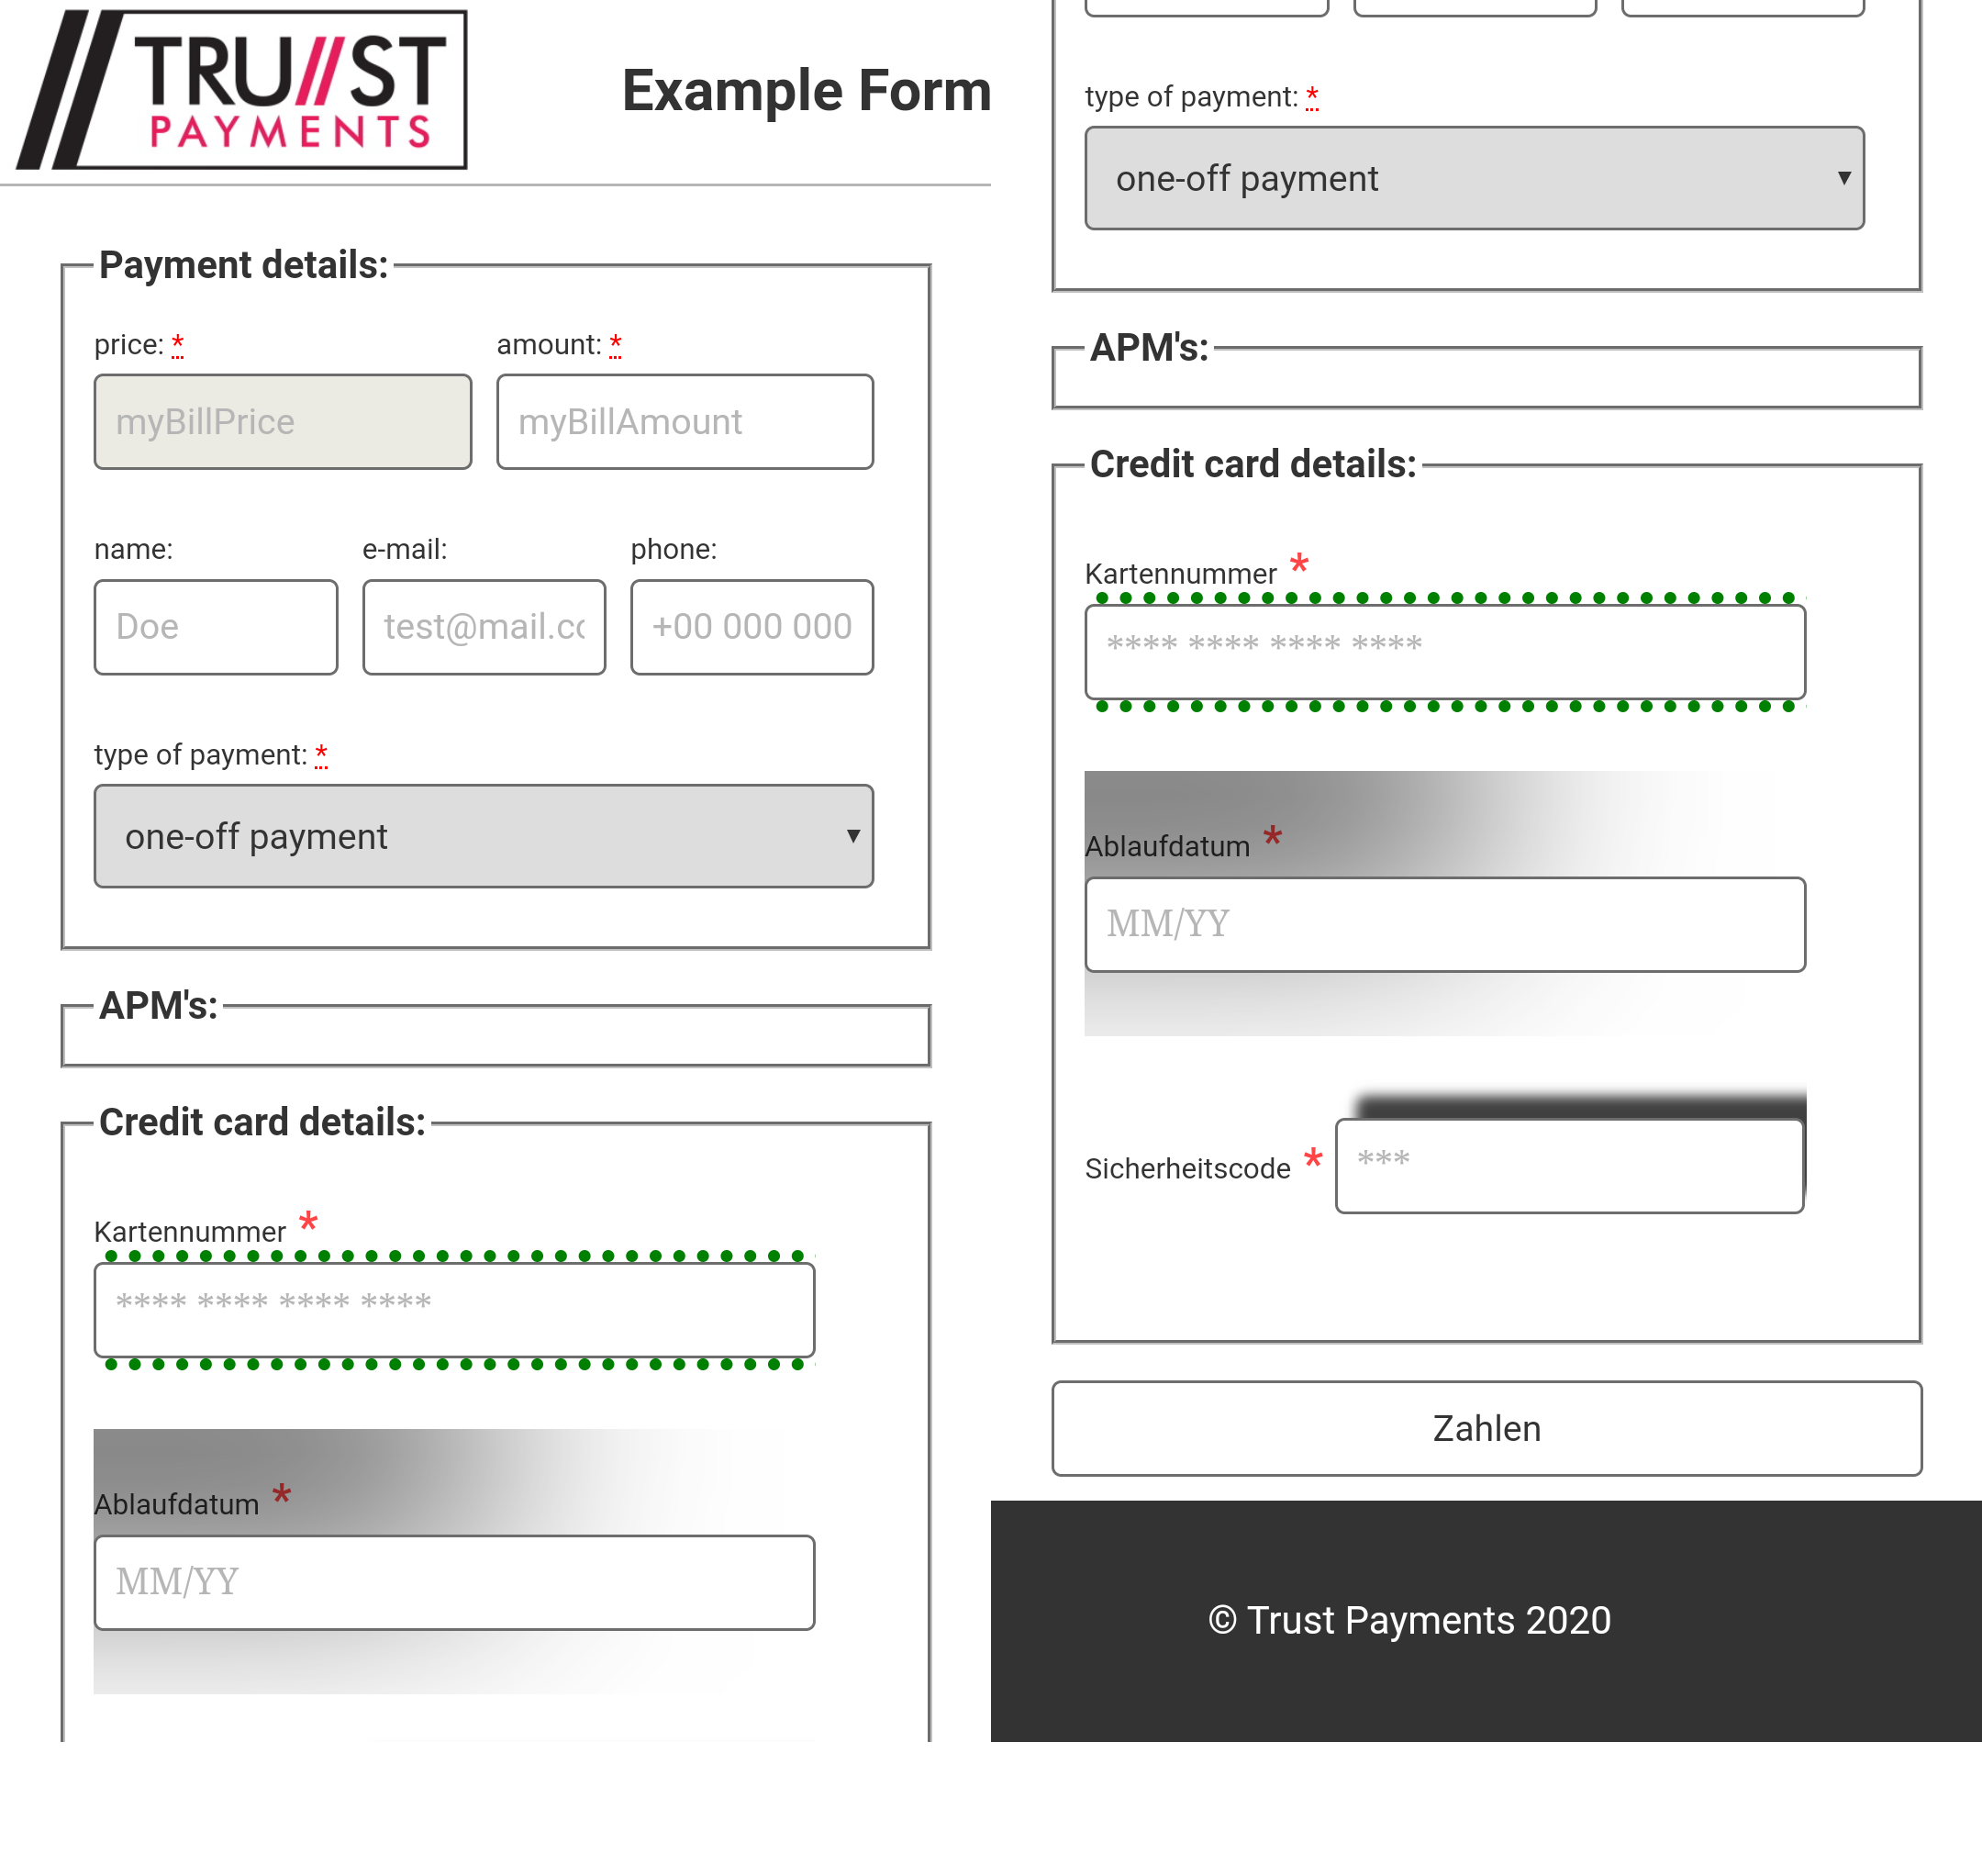 TRU//ST
PAYMENTS
Example Form
Payment details:
price: *
amount: *
myBillPrice
myBillAmount
name:
e-mail:
phone:
Doe
test@mail.co
+00 000 000
type of payment: *
one-off payment
APM's:
Credit card details:
Kartennummer *
**** **** **** ****
Ablaufdatum *
MM/YY
type of payment: *
one-off payment
APM's:
Credit card details:
Kartennummer *
**** **** **** ****
Ablaufdatum *
MM/YY
Sicherheitscode *
***
Zahlen
© Trust Payments 2020